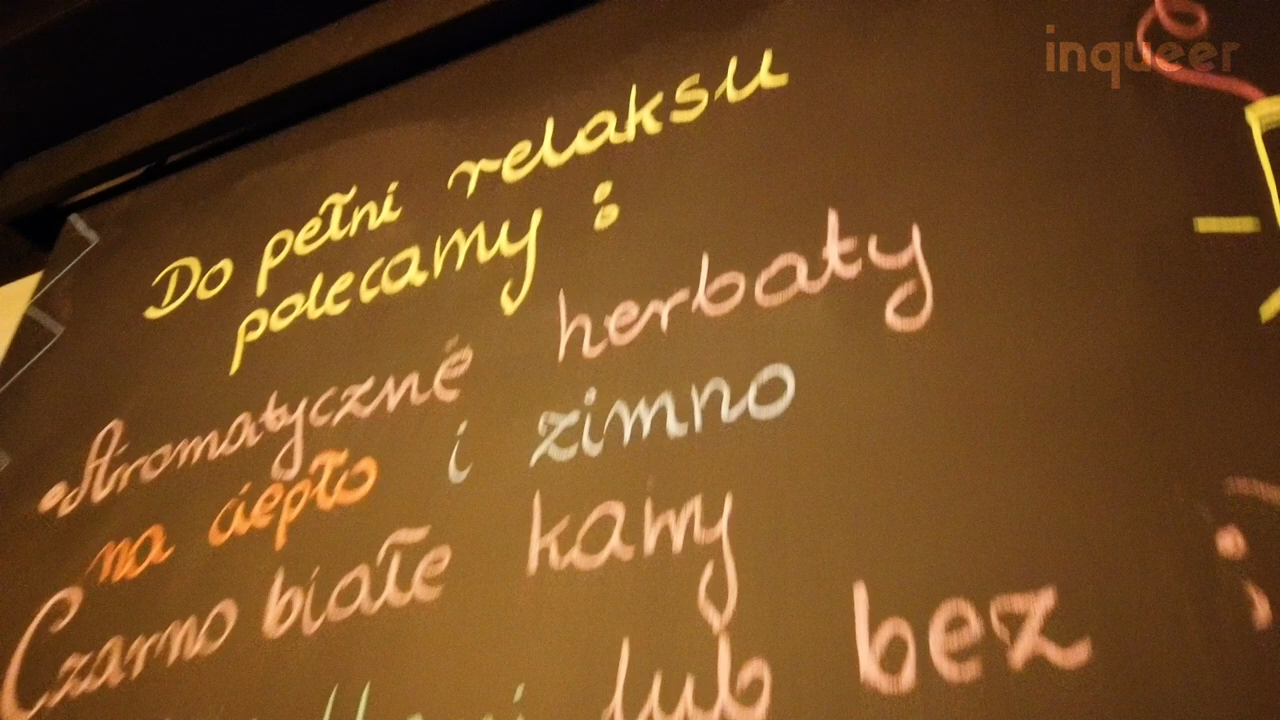 inqueer
Do pełni relaksu
polecamy :
•Aromatyczne herbaty
na ciepło i zimno
Czarno białe kawy
lub bez